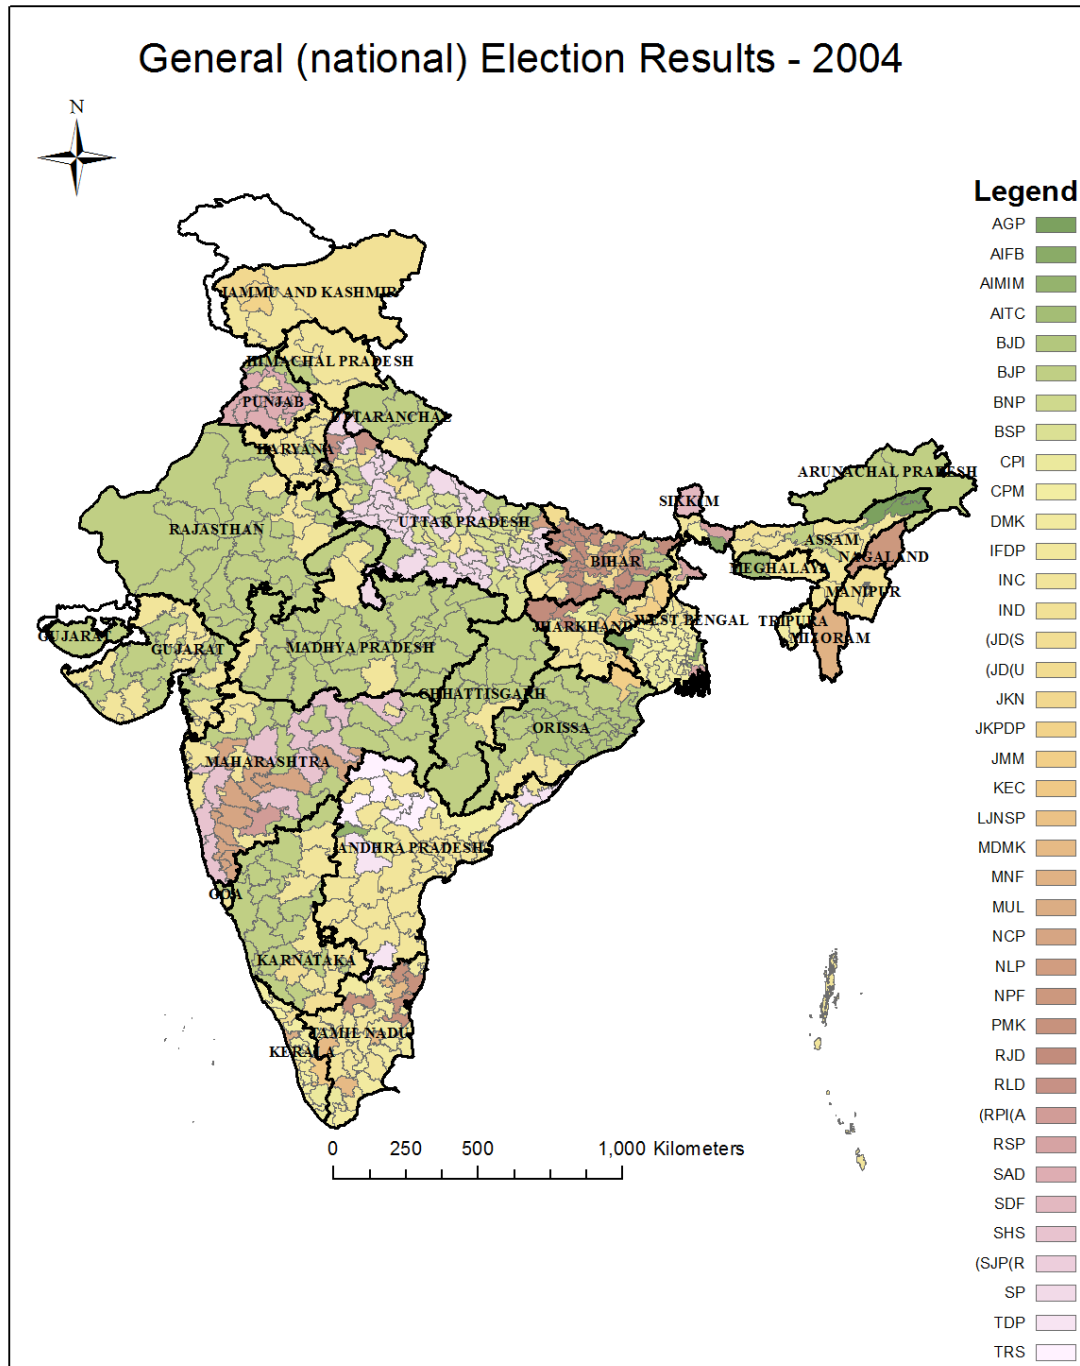 General (national) Election Results - 2004
N
Legend
AGP
AIFB
AIMIM
AITC
BJD
BJP
BNP
BSP
CPI
CPM
DMK
IFDP
INC
IND
(JD(S
(JD(U
JKN
JKPDP
JMM
KEC
LJNSP
MDMK
MNF
MUL
NCP
NLP
NPF
PMK
RJD
RLD
(RPI(A
RSP
SAD
SDF
SHS
(SJP(R
SP
TDP
TRS
JAMMU AND KASHMIR
HIMACHAL PRADESH
PUNJAB
UTTARANCHAL
HARYANA
ARUNACHAL PRADESH
SIKKIM
RAJASTHAN
UTTAR PRADESH
ASSAM
NAGALAND
BIHAR
MEGHALAYA
MANIPUR
GUJARAT
GUJARAT
MADHYA PRADESH
JHARKHAND
WEST BENGAL
TRIPURA
MIZORAM
CHHATTISGARH
ORISSA
MAHARASHTRA
ANDHRA PRADESH
GOA
KARNATAKA
TAMIL NADU
KERALA
0 250 500 1,000 Kilometers